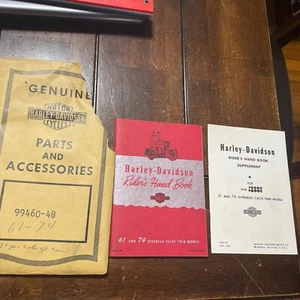 GENUINE
MOTOR
HARLEY-DAVIDSON
CYCLES
PARTS
AND
ACCESSORIES
99460-48
61-74
Harley-Davidson
Rider's Hand Book
61 AND 74 OVERHEAD VALVE TWIN MODELS
Harley-Davidson
RIDER'S HAND BOOK
SUPPLEMENT
FOR
61 and 74 OVERHEAD VALVE TWIN MODELS